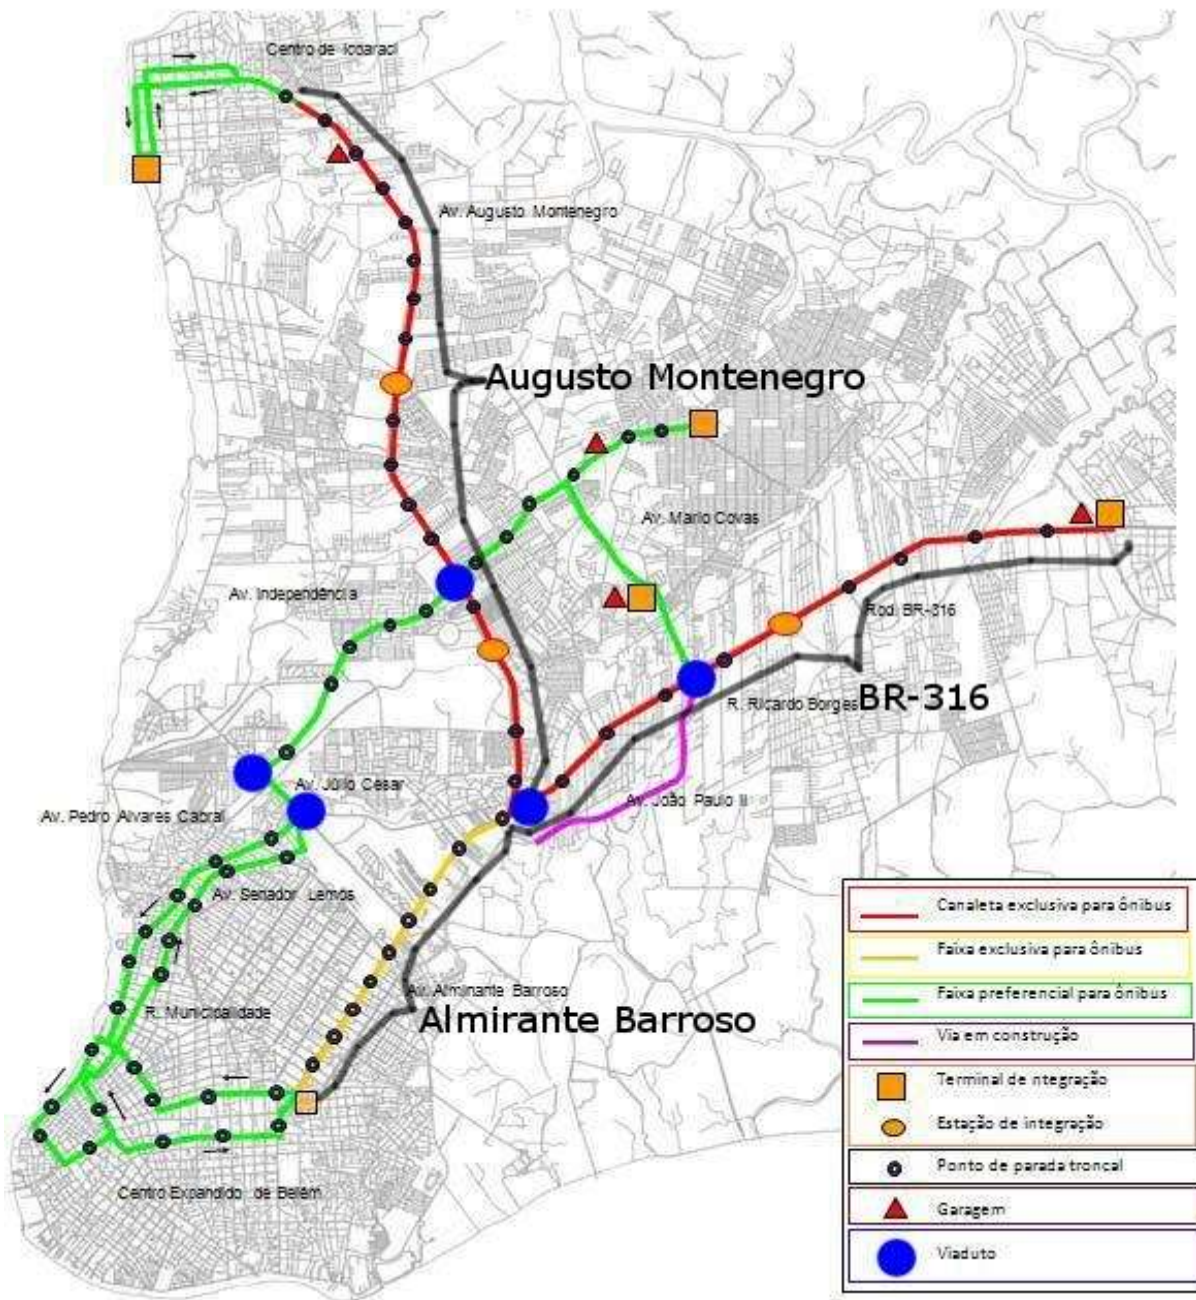 Centro de Icoaraci
Av. Augusto Montenegro
Augusto Montenegro
Av. Mario Covas
Av. Independência
Rod. BR-316
BR-316
R. Ricardo Borges
Av. Júlio Cesar
Av. João Paulo II
Av. Pedro Alvares Cabral
Av. Senador Lemos
Av. Alminante Barroso
R. Municipalidade
Almirante Barroso
Centro Expandido de Belém
Canaleta exclusiva para ônibus
Faixa exclusiva para ônibus
Faixa preferencial para ônibus
Via em construção
Terminal de ntegração
Estação de integração
Ponto de parada troncal
Garagem
Viaduto